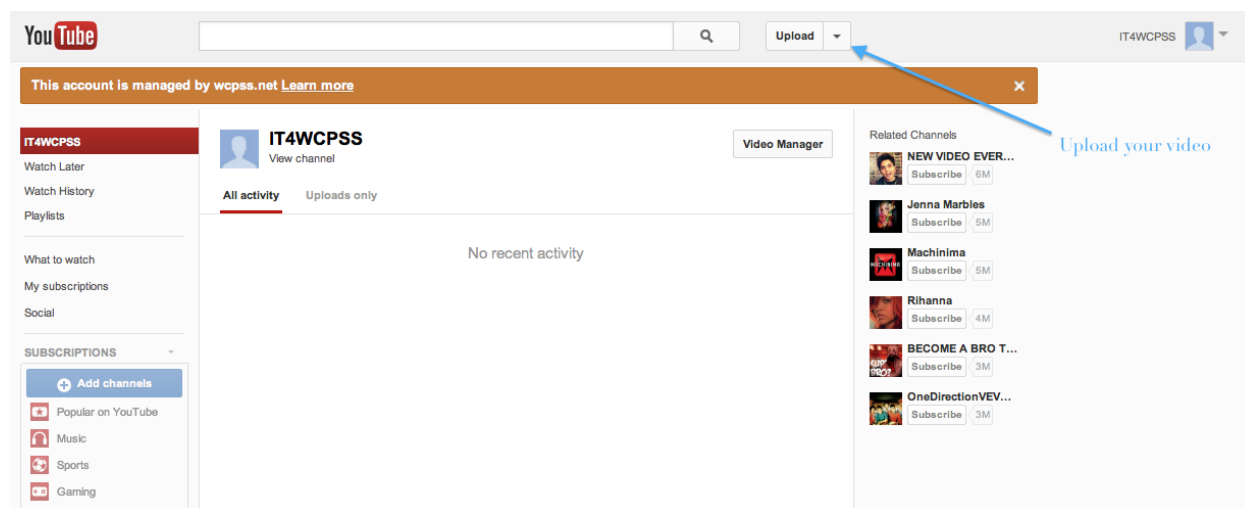 YouTube
Upload
IT4WCPSS
This account is managed by wcpss.net Learn more
×
IT4WCPSS
Watch Later
Watch History
Playlists
What to watch
My subscriptions
Social
SUBSCRIPTIONS
Add channels
Popular on YouTube
Music
Sports
Gaming
IT4WCPSS
View channel
Video Manager
All activity
Uploads only
No recent activity
Related Channels
NEW VIDEO EVER...
Subscribe 6M
Jenna Marbles
Subscribe 5M
Machinima
Subscribe 5M
Rihanna
Subscribe 4M
BECOME A BRO T...
Subscribe 3M
OneDirectionVEV...
Subscribe 3M
Upload your video